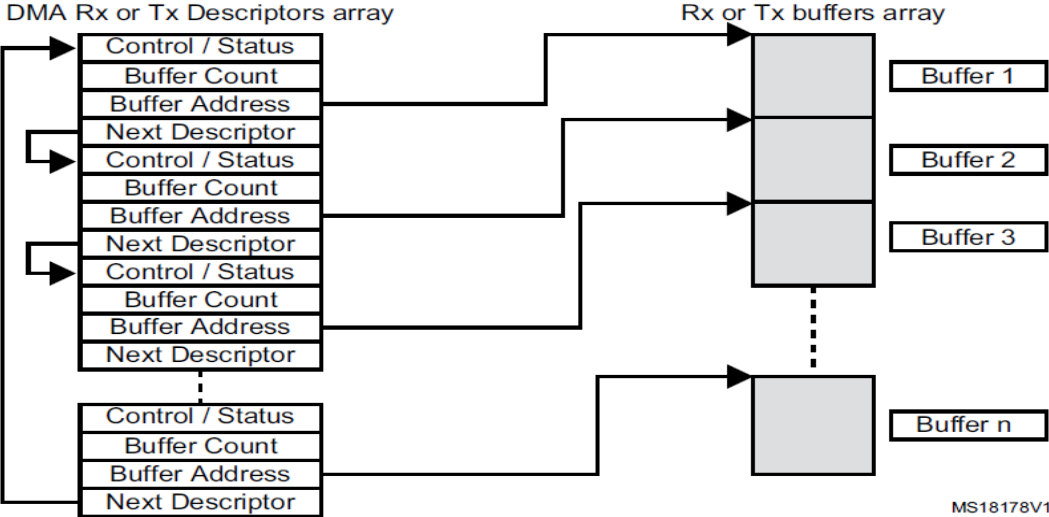 DMA Rx or Tx Descriptors array
Rx or Tx buffers array
Control / Status
Buffer Count
Buffer Address
Next Descriptor
Control / Status
Buffer Count
Buffer Address
Next Descriptor
Control / Status
Buffer Count
Buffer Address
Next Descriptor
Control / Status
Buffer Count
Buffer Address
Next Descriptor
Buffer 1
Buffer 2
Buffer 3
Buffer n
MS18178V1